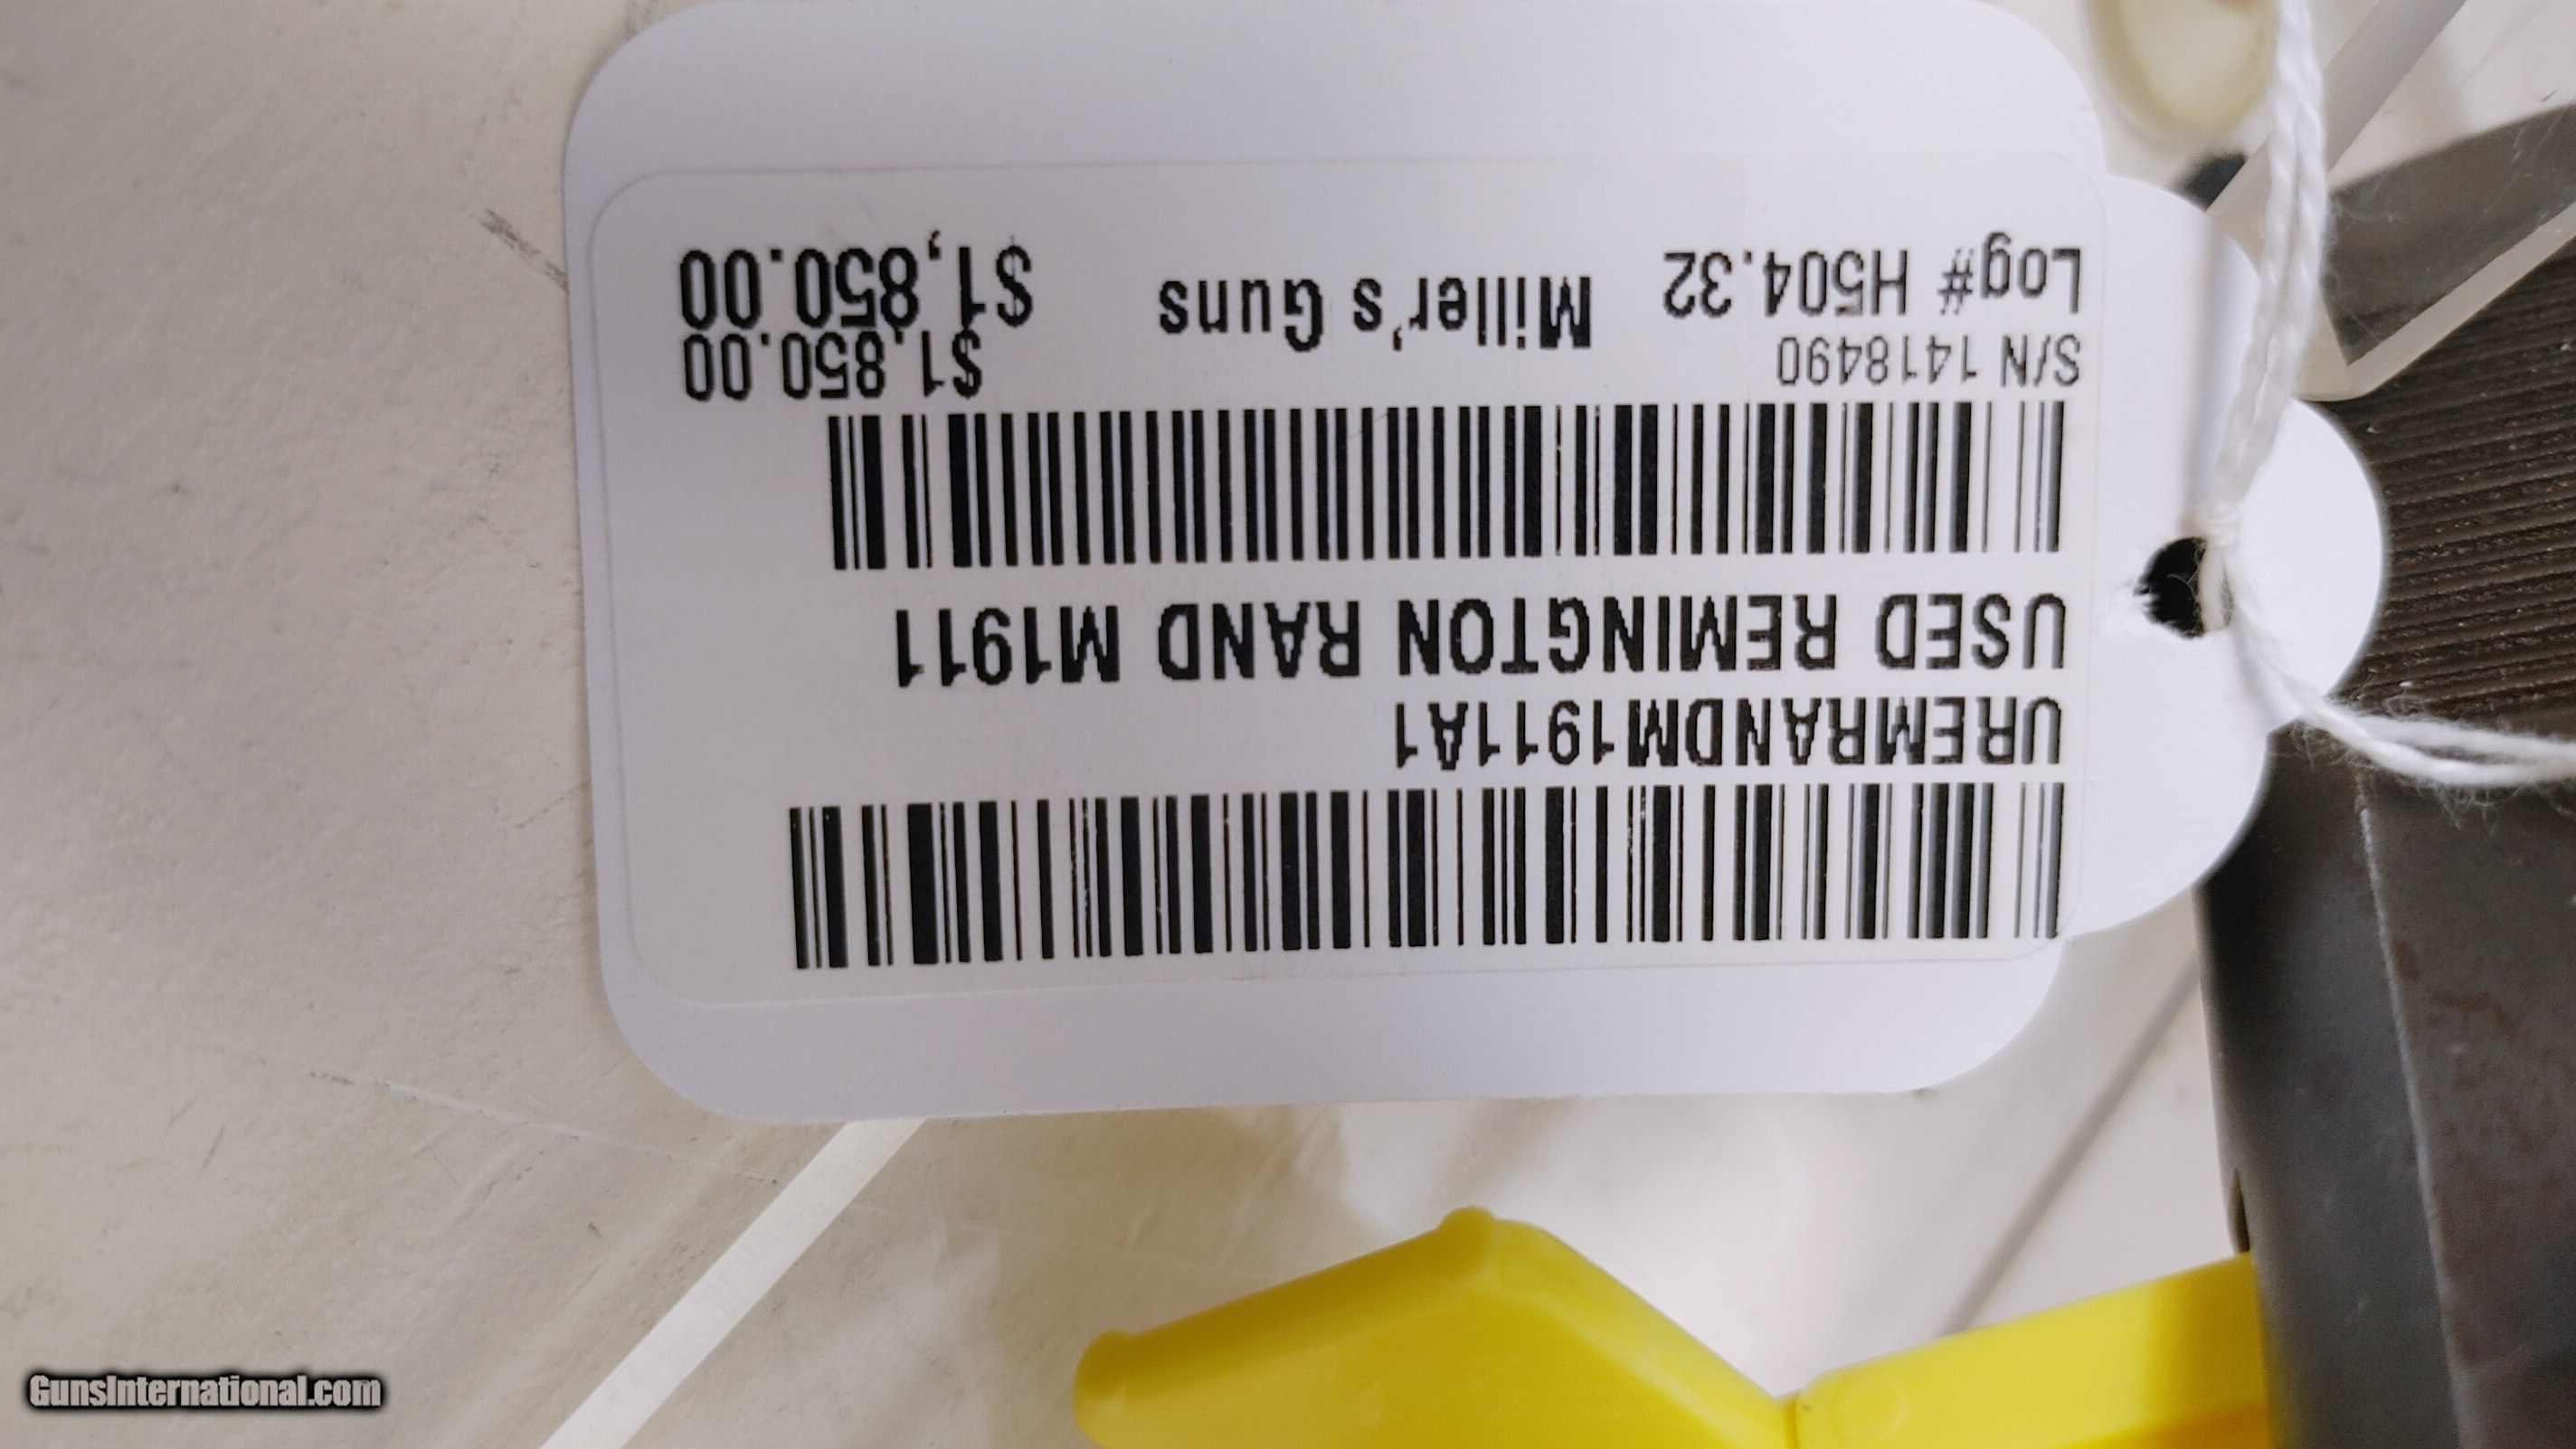 UREMRANDM1911A1
USED REMINGTON RAND M1911
S/N 1418490
$1,850.00
Log# H504.32
Miller's Guns
$1,850.00
GunsInternational.com